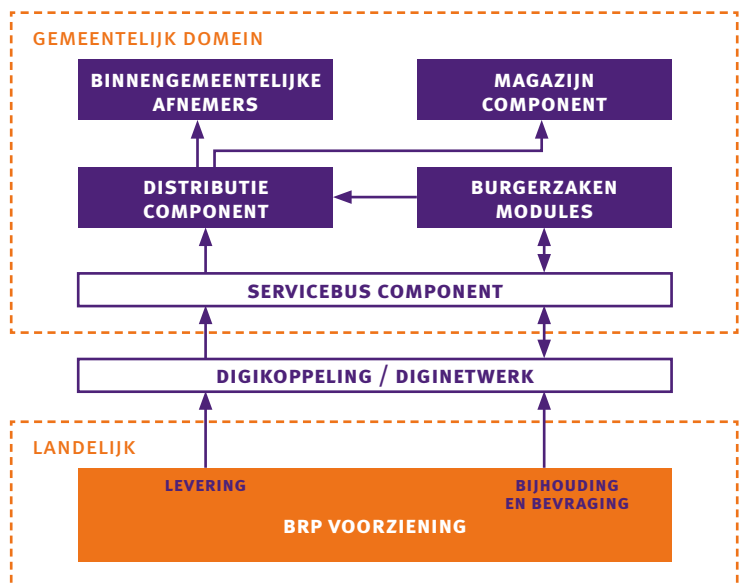 GEMEENTELIJK DOMEIN
BINNENGEMEENTELIJKE
AFNEMERS
MAGAZIJN
COMPONENT
DISTRIBUTIE
COMPONENT
BURGERZAKEN
MODULES
SERVICEBUS COMPONENT
DIGIKOPPELING / DIGINETWERK
LANDELIJK
LEVERING
BIJHOUDING
EN BEVRAGING
BRP VOORZIENING